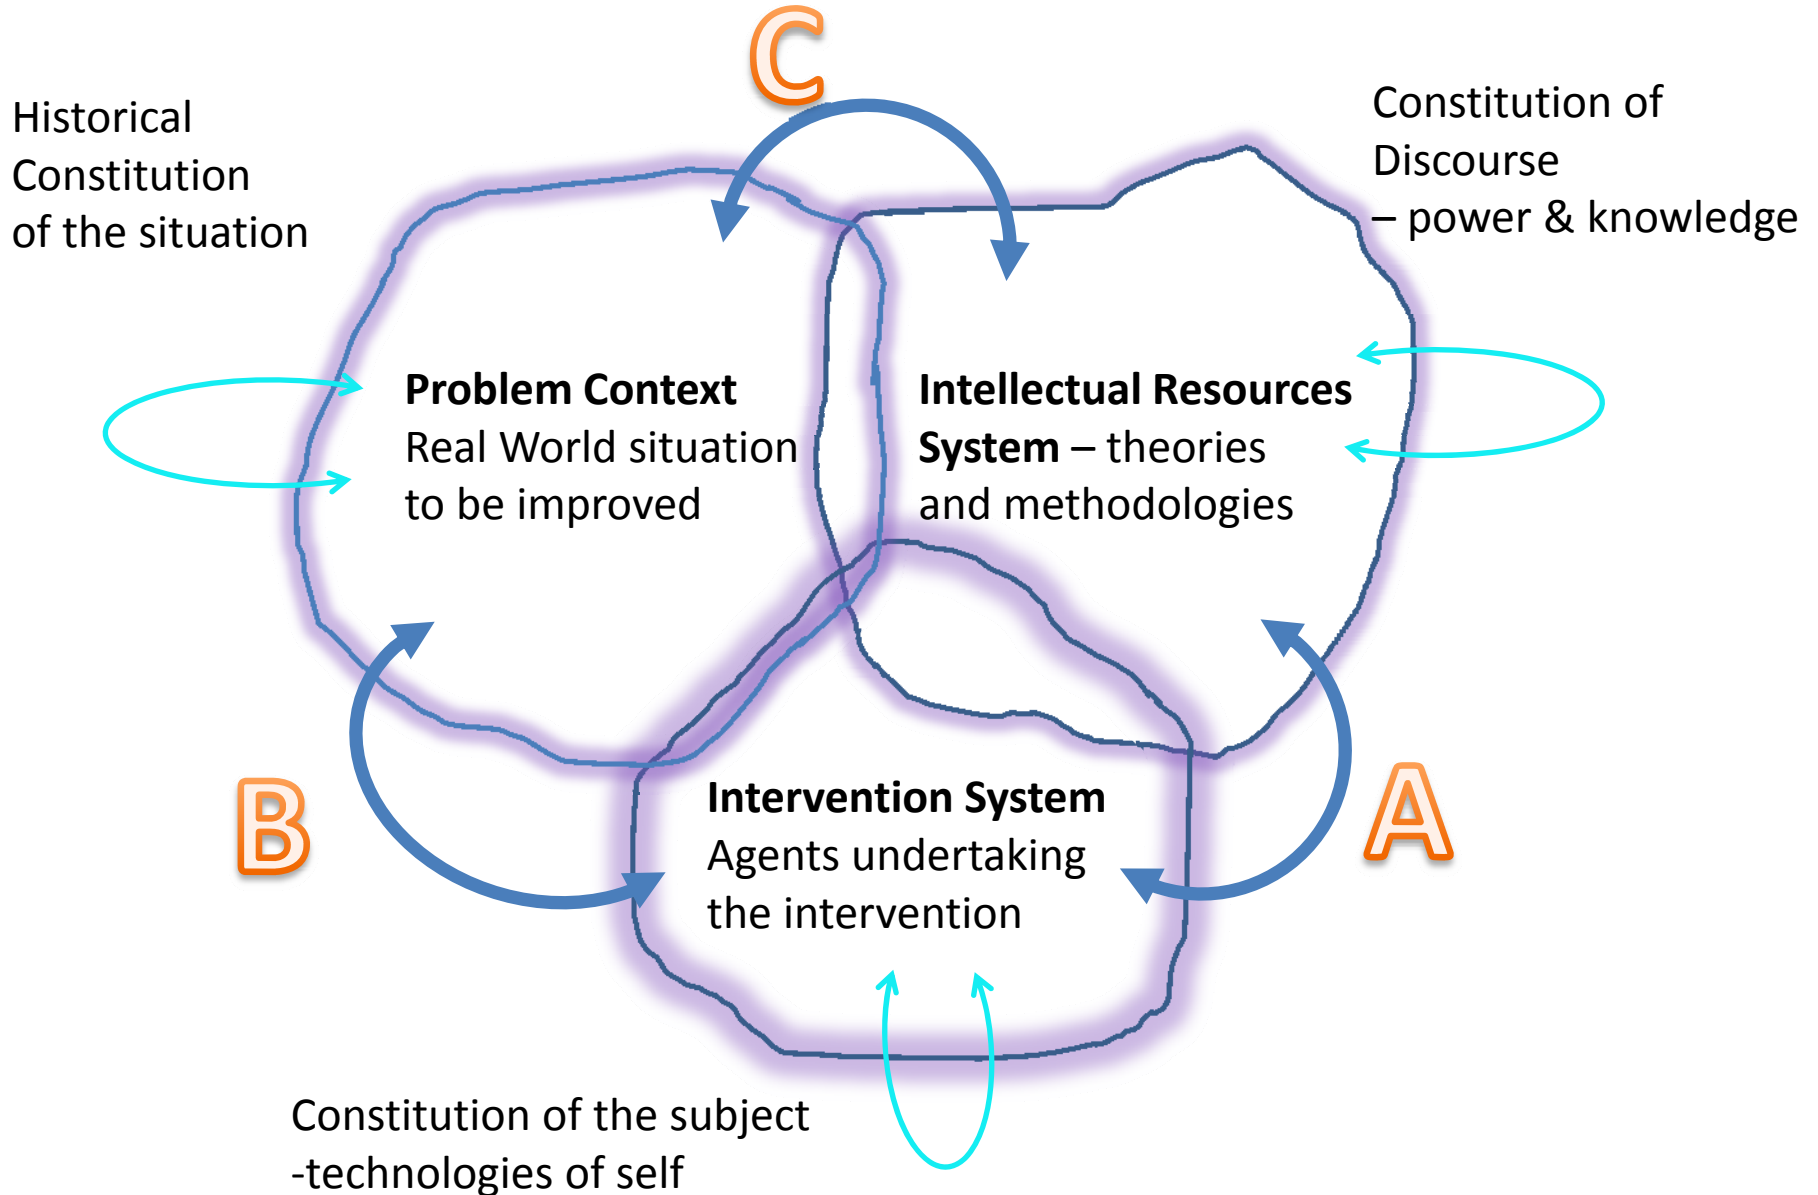 C
Historical
Constitution
of the situation
Constitution of
Discourse
– power & knowledge
Problem Context
Real World situation
to be improved
Intellectual Resources
System – theories
and methodologies
B
Intervention System
Agents undertaking
the intervention
A
Constitution of the subject
-technologies of self